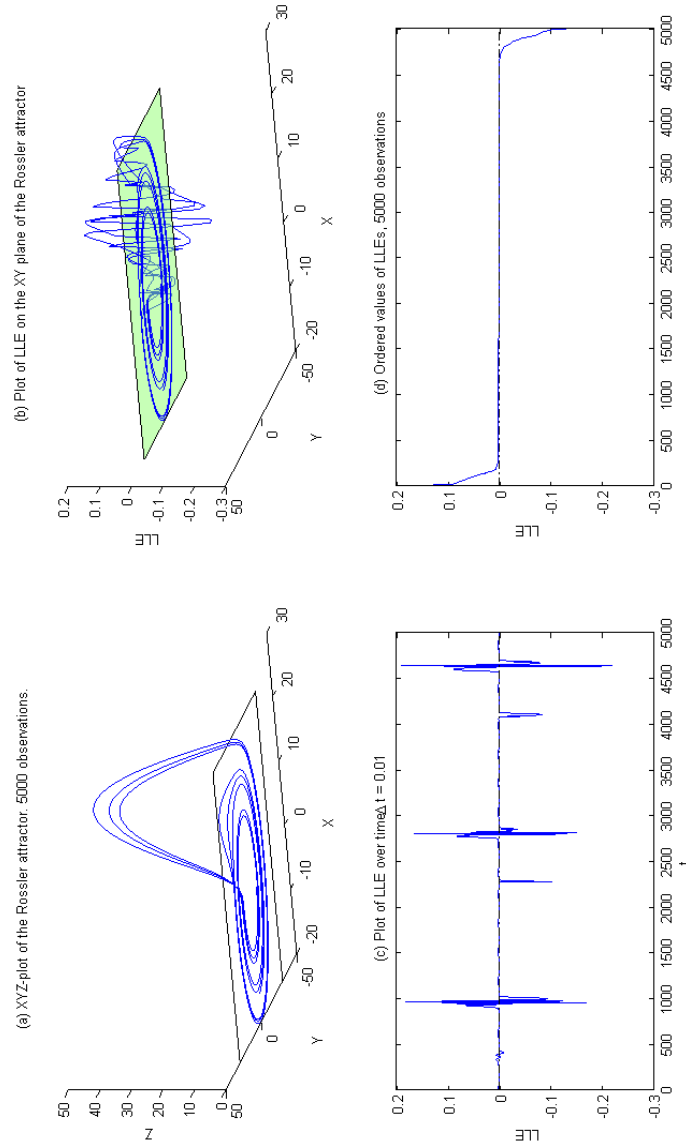 (a) XYZ-plot of the Rossler attractor. 5000 observations.
50
40
30
20
10
0
Z
50
0
-50
Y
-20
-10
0
10
20
30
X
(b) Plot of LLE on the XY plane of the Rossler attractor
0.2
0.1
0
-0.1
-0.2
-0.3
LLE
50
0
-50
Y
-20
-10
0
10
20
30
X
(c) Plot of LLE over timeΔ t = 0.01
0.2
0.1
0
-0.1
-0.2
-0.3
LLE
0 500 1000 1500 2000 2500 3000 3500 4000 4500 5000
t
(d) Ordered values of LLEs, 5000 observations
0.2
0.1
0
-0.1
-0.2
-0.3
LLE
0 500 1000 1500 2000 2500 3000 3500 4000 4500 5000